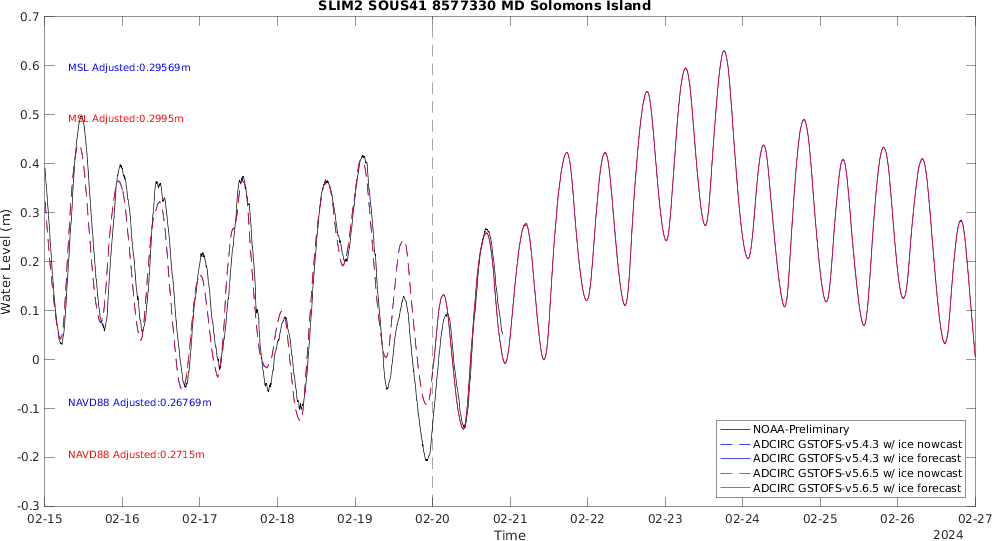 SLIM2 SOUS41 8577330 MD Solomons Island
0.7
0.6
0.5
0.4
0.3
0.2
0.1
0
-0.1
-0.2
-0.3
Water Level (m)
MSL Adjusted:0.29569m
MSL Adjusted:0.2995m
NAVD88 Adjusted:0.26769m
NAVD88 Adjusted:0.2715m
NOAA-Preliminary
ADCIRC GSTOFS-v5.4.3 w/ ice nowcast
ADCIRC GSTOFS-v5.4.3 w/ ice forecast
ADCIRC GSTOFS-v5.6.5 w/ ice nowcast
ADCIRC GSTOFS-v5.6.5 w/ ice forecast
02-15 02-16 02-17 02-18 02-19 02-20 02-21 02-22 02-23 02-24 02-25 02-26 02-27
Time
2024